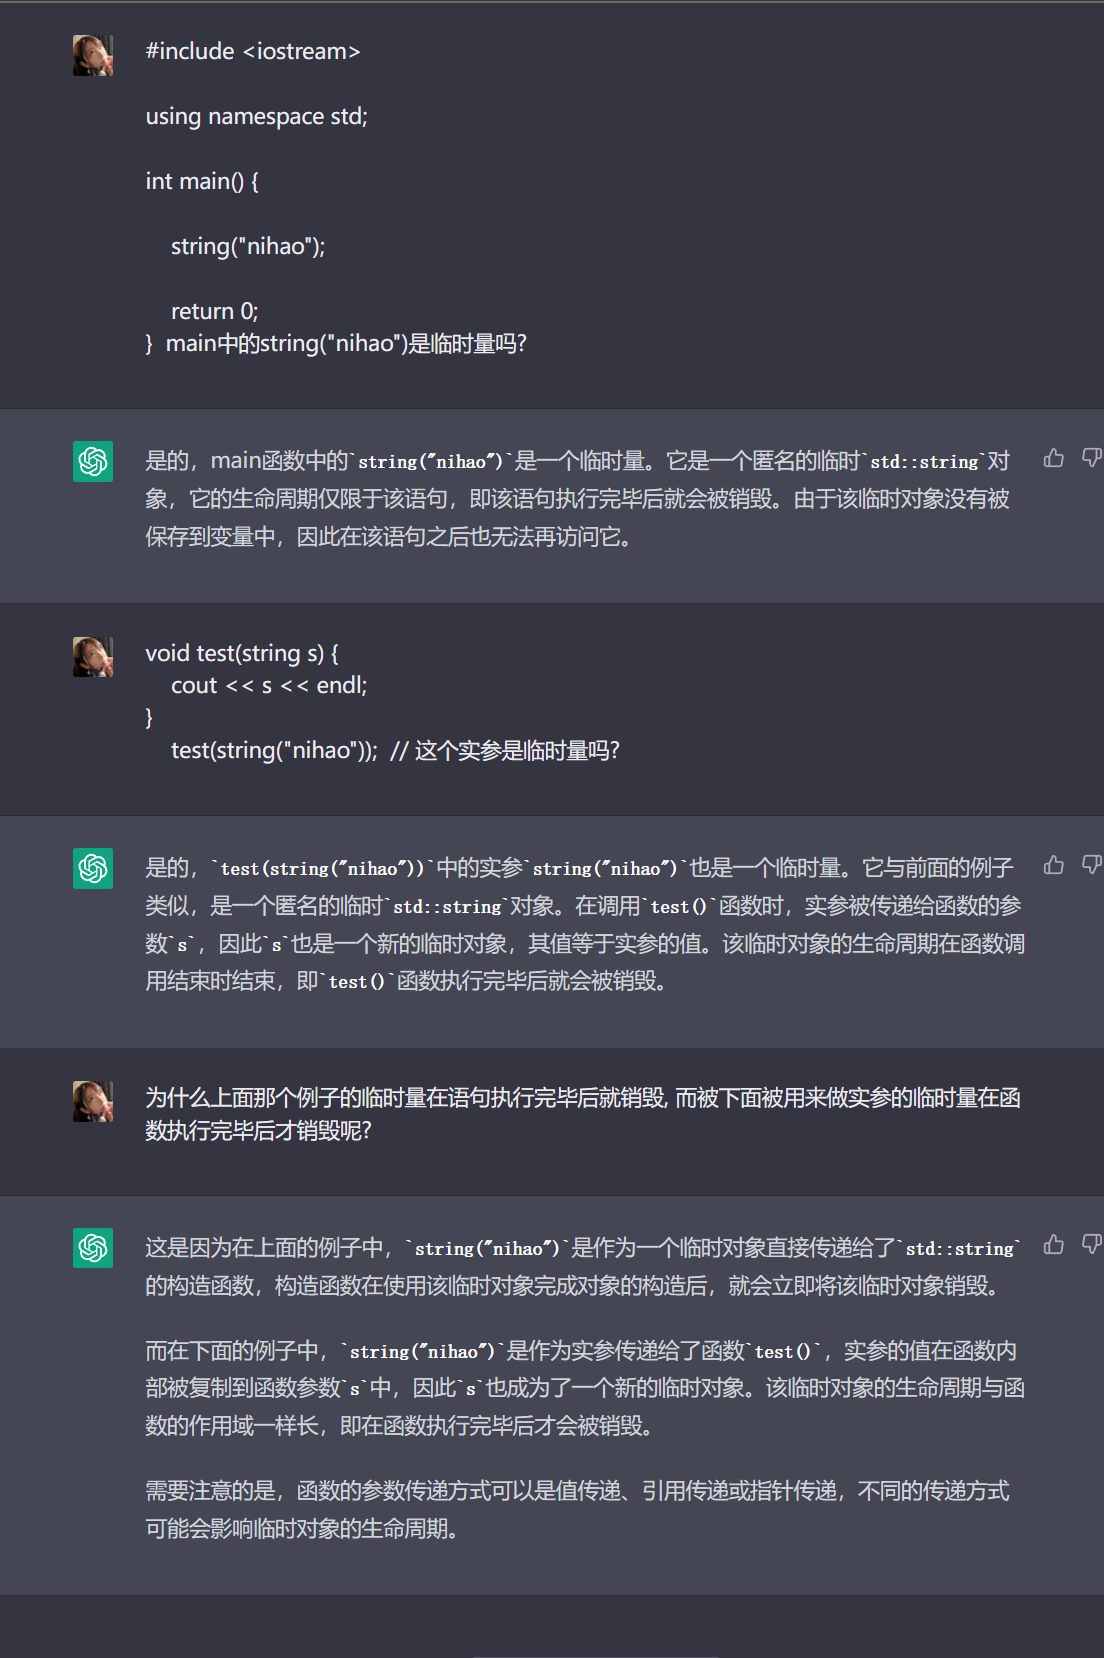 #include <iostream>
using namespace std;
int main() {
string("nihao");
return 0;
}  main中的string("nihao")是临时量吗?
是的，main函数中的`string("nihao")`是一个临时量。它是一个匿名的临时`std::string`对
象，它的生命周期仅限于该语句，即该语句执行完毕后就会被销毁。由于该临时对象没有被
保存到变量中，因此在该语句之后也无法再访问它。
void test(string s) {
cout << s << endl;
}
test(string("nihao"));  // 这个实参是临时量吗?
是的，`test(string("nihao"))`中的实参`string("nihao")`也是一个临时量。它与前面的例子
类似，是一个匿名的临时`std::string`对象。在调用`test()`函数时，实参被传递给函数的参
数`s`，因此`s`也是一个新的临时对象，其值等于实参的值。该临时对象的生命周期在函数调
用结束时结束，即`test()`函数执行完毕后就会被销毁。
为什么上面那个例子的临时量在语句执行完毕后就销毁, 而被下面被用来做实参的临时量在函
数执行完毕后才销毁呢?
这是因为在上面的例子中，`string("nihao")`是作为一个临时对象直接传递给了`std::string`
的构造函数，构造函数在使用该临时对象完成对象的构造后，就会立即将该临时对象销毁。
而在下面的例子中，`string("nihao")`是作为实参传递给了函数`test()`，实参的值在函数内
部被复制到函数参数`s`中，因此`s`也成为了一个新的临时对象。该临时对象的生命周期与函
数的作用域一样长，即在函数执行完毕后才会被销毁。
需要注意的是，函数的参数传递方式可以是值传递、引用传递或指针传递，不同的传递方式
可能会影响临时对象的生命周期。